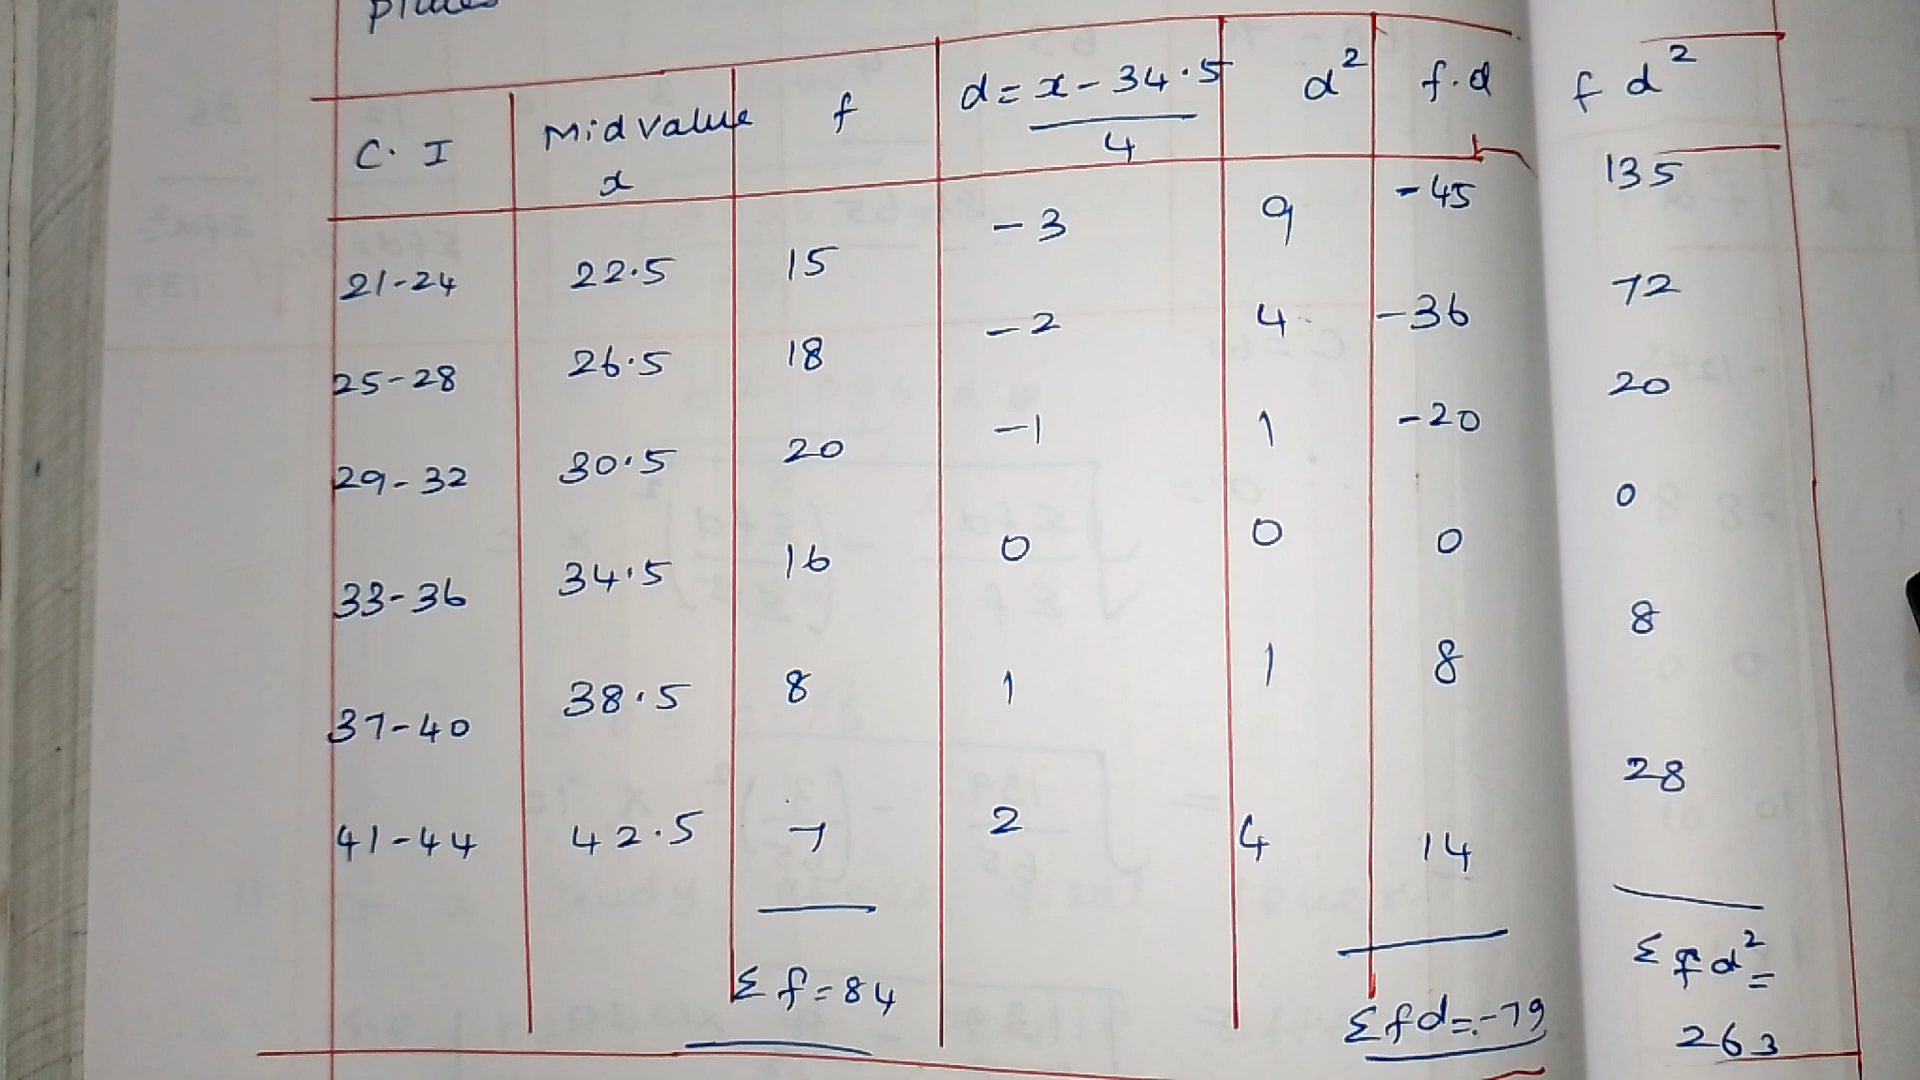 C.I Mid value x f d = x - 34.5 / 4 d² f.d f d²
21-24 22.5 15 -3 9 -45 135
25-28 26.5 18 -2 4 -36 72
29-32 30.5 20 -1 1 -20 20
33-36 34.5 16 0 0 0 0
37-40 38.5 8 1 1 8 8
41-44 42.5 7 2 4 14 28
Σf=84 Σfd=-79 Σfd²= 263